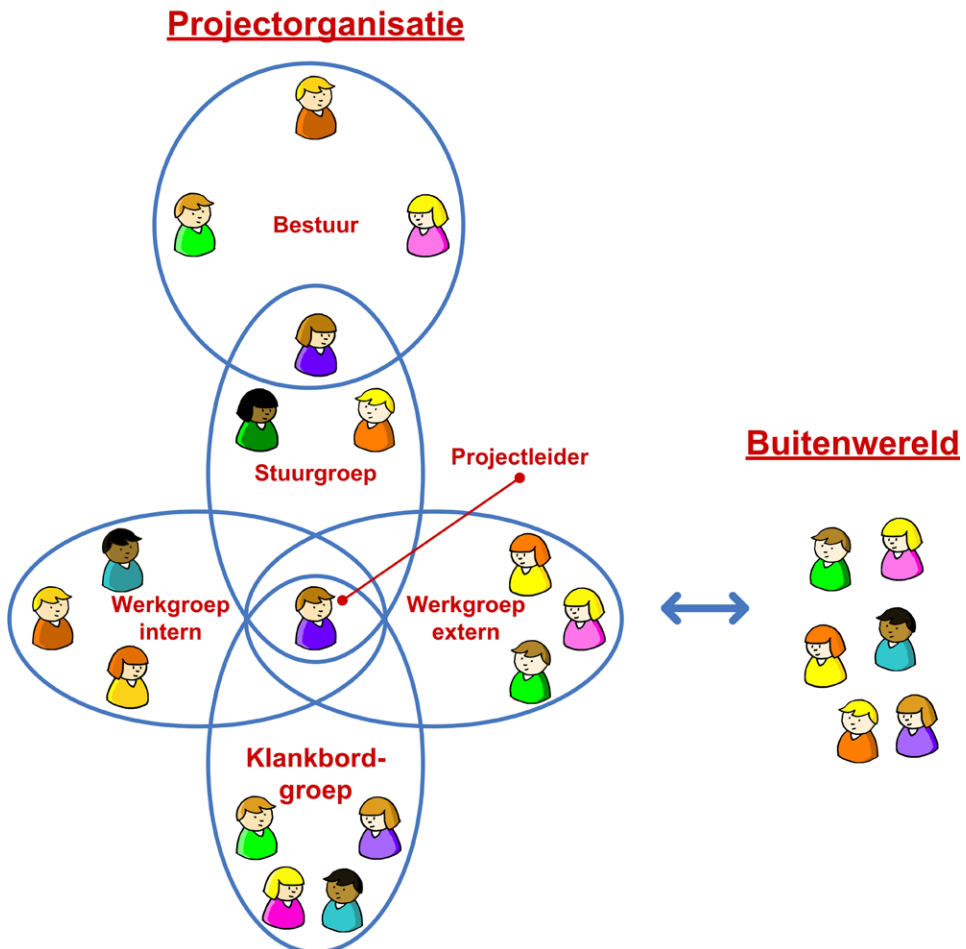 Projectorganisatie
Bestuur
Stuurgroep
Projectleider
Buitenwereld
Werkgroep
intern
Werkgroep
extern
Klankbord-
groep